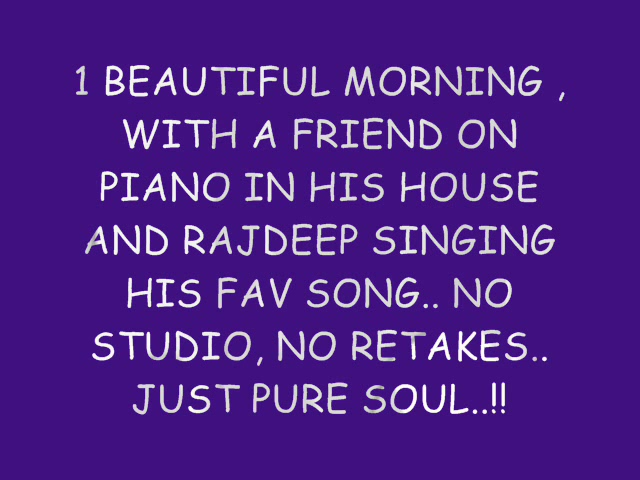 1 BEAUTIFUL MORNING ,
WITH A FRIEND ON
PIANO IN HIS HOUSE
AND RAJDEEP SINGING
HIS FAV SONG.. NO
STUDIO, NO RETAKES..
JUST PURE SOUL..!!